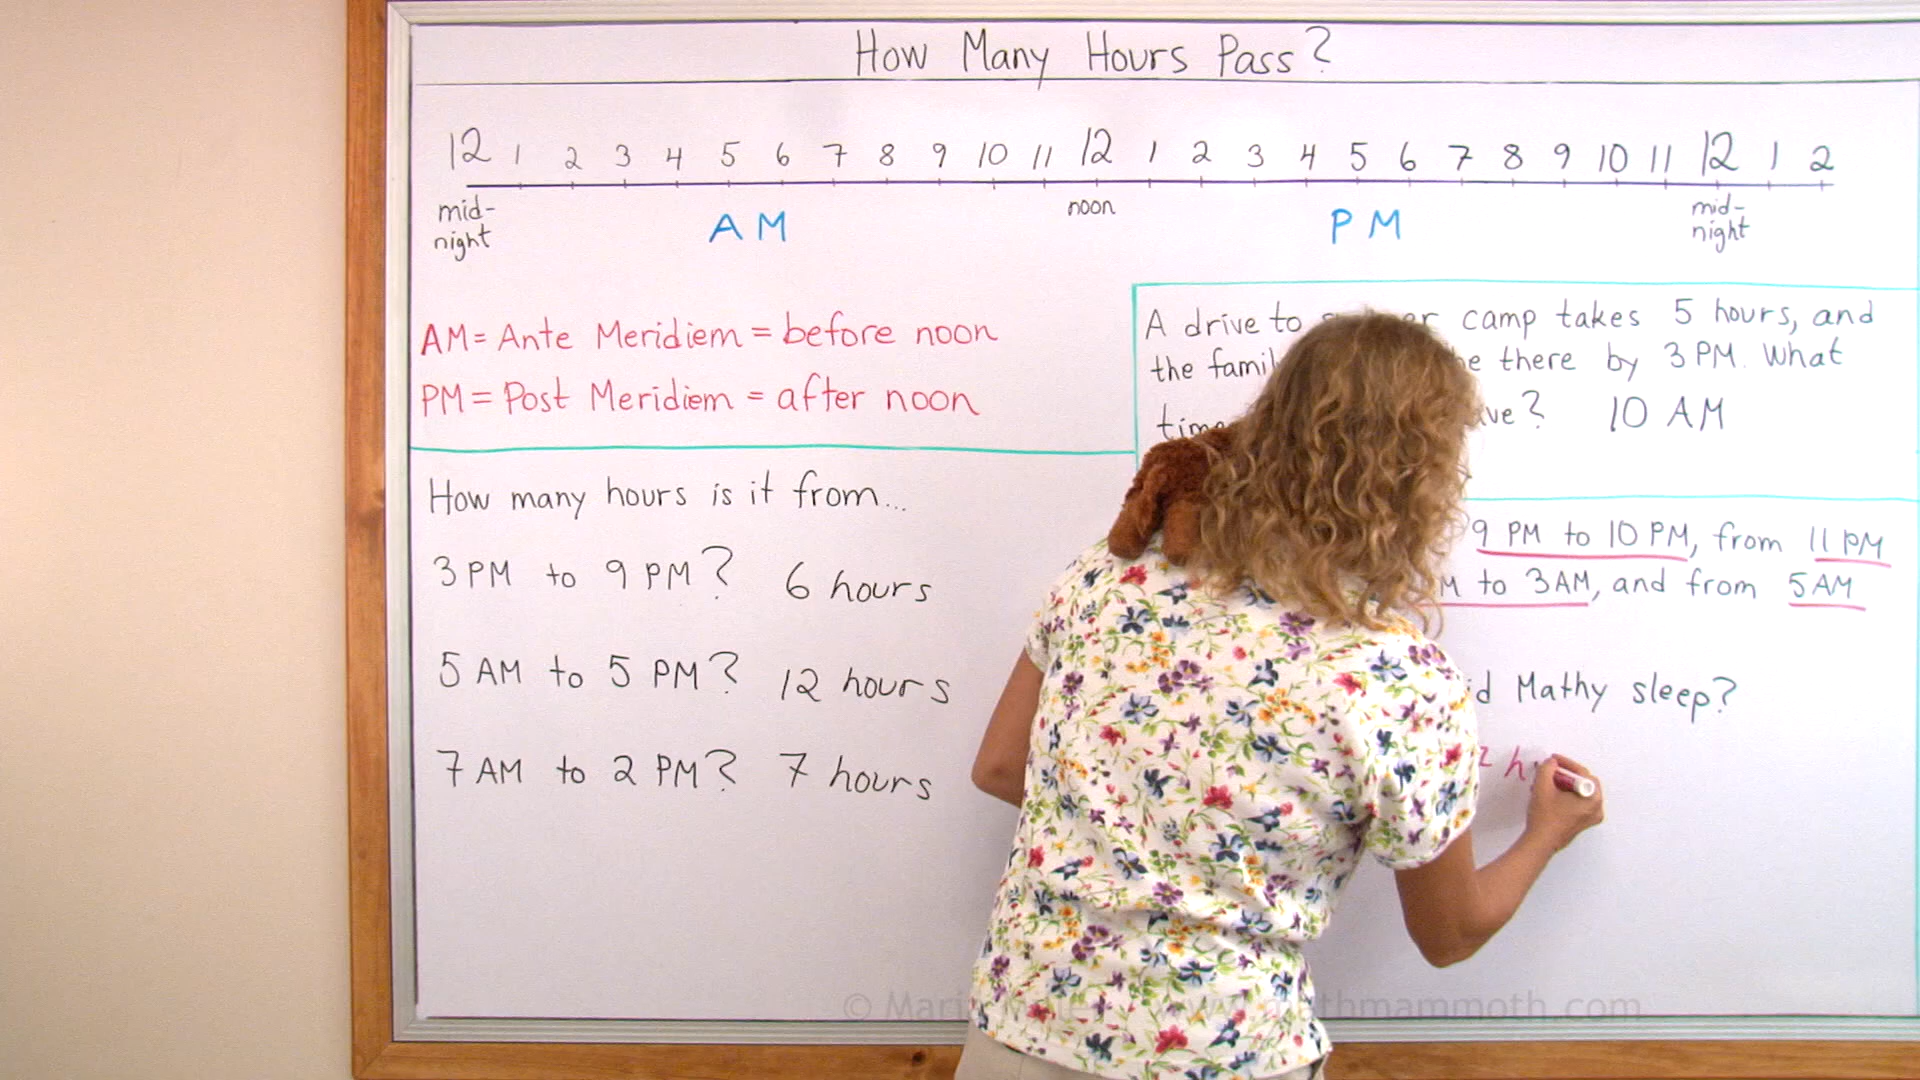 How Many Hours Pass?
12 1 2 3 4 5 6 7 8 9 10 11 12 1 2 3 4 5 6 7 8 9 10 11 12 1 2
mid-
night
AM
noon
PM
mid-
night
AM = Ante Meridiem = before noon
PM = Post Meridiem = after noon
A drive to camp takes 5 hours, and
the there by 3 PM. What
10 AM
How many hours is it from...
3 PM to 9 PM? 6 hours
5 AM to 5 PM? 12 hours
7 AM to 2 PM? 7 hours
9 PM to 10 PM, from 11 PM
to 3 AM, and from 5 AM
Mathy sleep?
©